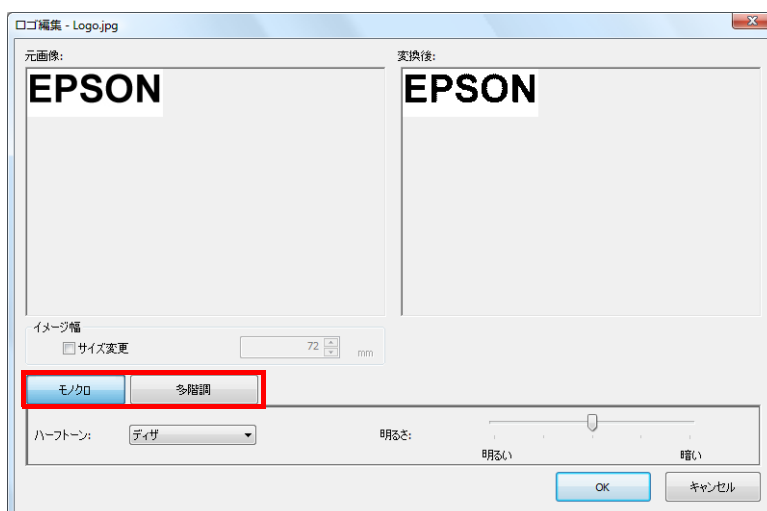 ロゴ編集 - Logo.jpg
元画像:
変換後:
EPSON
EPSON
イメージ幅
サイズ変更
72
mm
モノクロ
多階調
ハーフトーン:
ディザ
明るさ:
明るい
暗い
OK
キャンセル